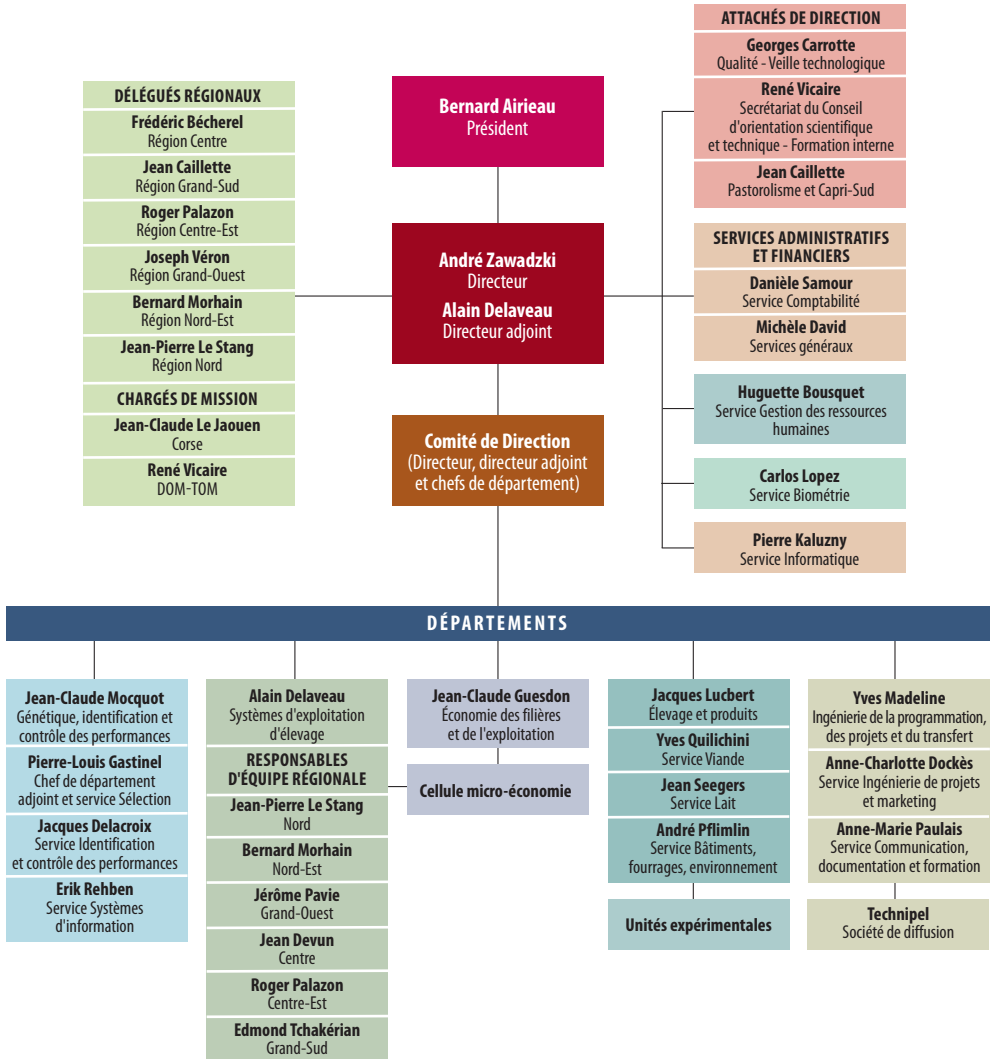 DÉLÉGUÉS RÉGIONAUX
Frédéric Bécherel
Région Centre
Jean Caillette
Région Grand-Sud
Roger Palazon
Région Centre-Est
Joseph Véron
Région Grand-Ouest
Bernard Morhain
Région Nord-Est
Jean-Pierre Le Stang
Région Nord
CHARGÉS DE MISSION
Jean-Claude Le Jaouen
Corse
René Vicaire
DOM-TOM
Bernard Airieau
Président
André Zawadzki
Directeur
Alain Delaveau
Directeur adjoint
Comité de Direction
(Directeur, directeur adjoint
et chefs de département)
ATTACHÉS DE DIRECTION
Georges Carrotte
Qualité - Veille technologique
René Vicaire
Secrétariat du Conseil
d'orientation scientifique
et technique - Formation interne
Jean Caillette
Pastorolisme et Capri-Sud
SERVICES ADMINISTRATIFS
ET FINANCIERS
Danièle Samour
Service Comptabilité
Michèle David
Services généraux
Huguette Bousquet
Service Gestion des ressources
humaines
Carlos Lopez
Service Biométrie
Pierre Kaluzny
Service Informatique
DÉPARTEMENTS
Jean-Claude Mocquot
Génétique, identification et
contrôle des performances
Pierre-Louis Gastinel
Chef de département
adjoint et service Sélection
Jacques Delacroix
Service Identification
et contrôle des performances
Erik Rehben
Service Systèmes
d'information
Alain Delaveau
Systèmes d'exploitation
d'élevage
RESPONSABLES
D'ÉQUIPE RÉGIONALE
Jean-Pierre Le Stang
Nord
Bernard Morhain
Nord-Est
Jérôme Pavie
Grand-Ouest
Jean Devun
Centre
Roger Palazon
Centre-Est
Edmond Tchakérian
Grand-Sud
Jean-Claude Guesdon
Économie des filières
et de l'exploitation
Cellule micro-économie
Jacques Lucbert
Élevage et produits
Yves Quilichini
Service Viande
Jean Seegers
Service Lait
André Pflimlin
Service Bâtiments,
fourrages, environnement
Unités expérimentales
Yves Madeline
Ingénierie de la programmation,
des projets et du transfert
Anne-Charlotte Dockès
Service Ingénierie de projets
et marketing
Anne-Marie Paulais
Service Communication,
documentation et formation
Technipel
Société de diffusion